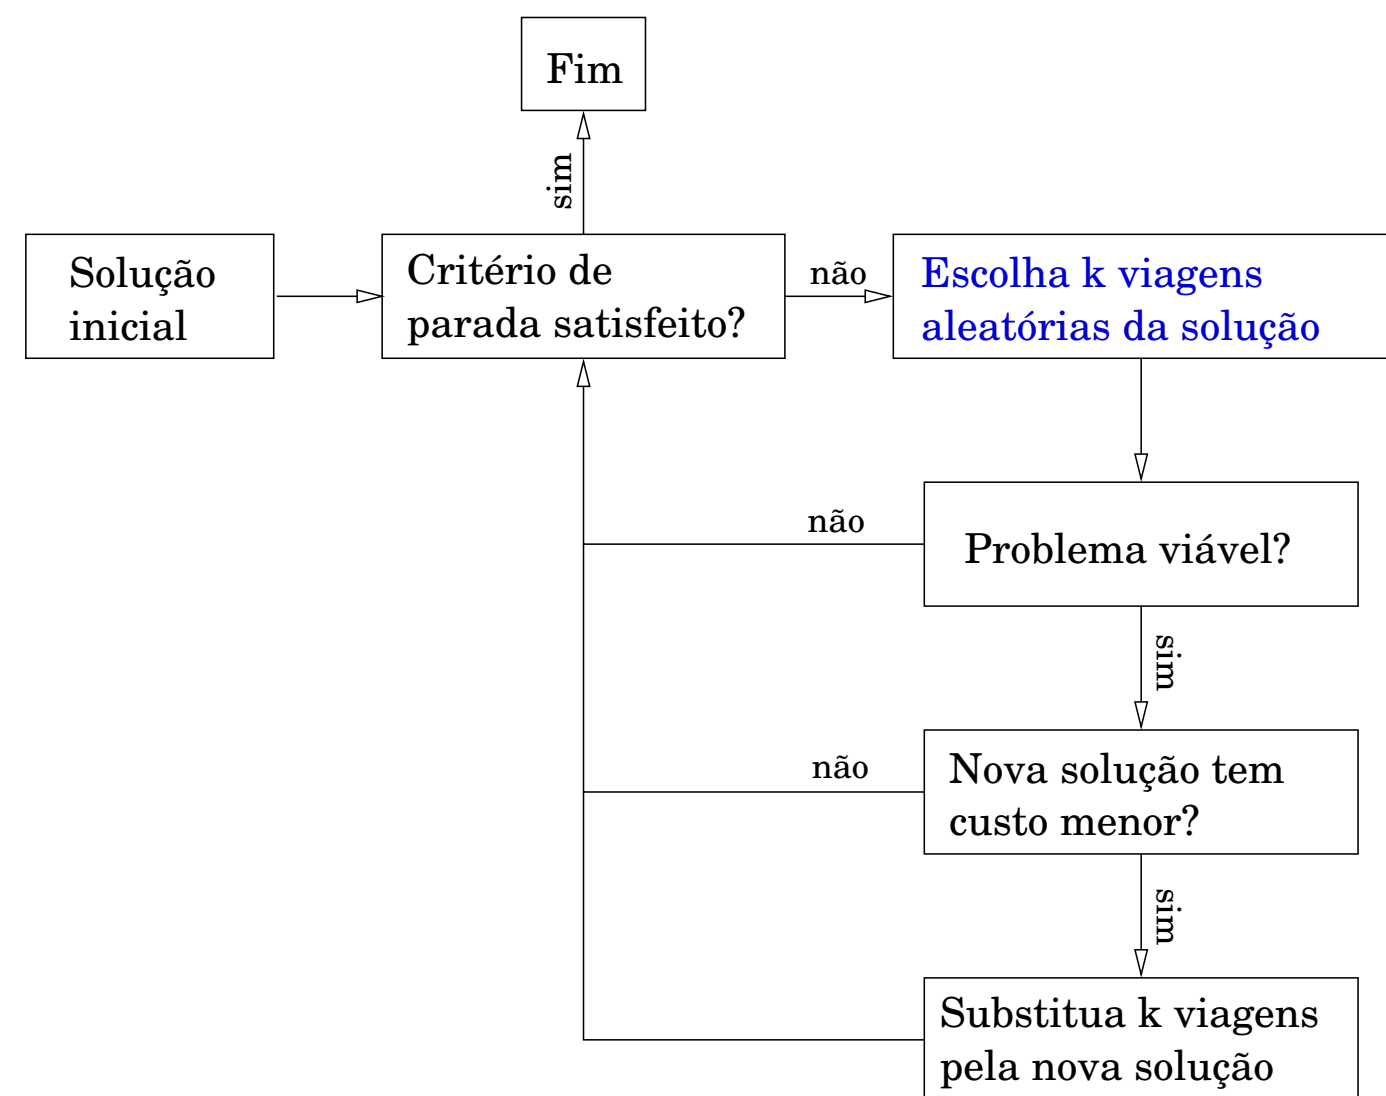 Fim
sim
Solução
inicial
Critério de
parada satisfeito?
não
Escolha k viagens
aleatórias da solução
não
Problema viável?
sim
não
Nova solução tem
custo menor?
sim
Substitua k viagens
pela nova solução